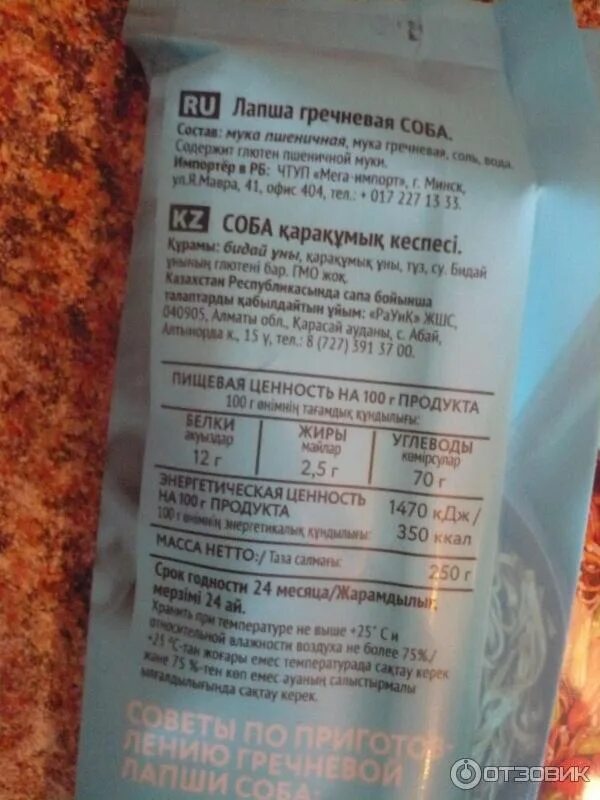 RU Лапша гречневая СОБА.
Состав: мука пшеничная, мука гречневая, соль, вода.
Содержит глютен пшеничной муки.
Импортёр в РБ: ЧТУП «Мега-импорт», г. Минск,
ул.Я.Мавра, 41, офис 404, тел.: + 017 227 13 33.
KZ СОБА қарақұмық кеспесі.
Құрамы: бидай ұны, қарақұмық ұны, тұз, су. Бидай
ұнының глютені бар. ГМО жоқ.
Казахстан Республикасында сапа бойынша
талаптарды қабылдайтын ұйым: «РаУиК» ЖШС,
040905, Алматы обл., Қарасай ауданы, с. Абай,
Алтынорда к., 15 ү, тел.: 8 (727) 391 37 00.
ПИЩЕВАЯ ЦЕННОСТЬ НА 100 г ПРОДУКТА
100 г өнімнің тағамдық құндылығы:
БЕЛКИ ЖИРЫ УГЛЕВОДЫ
ақуыздар майлар көмірсулар
12 г 2,5 г 70 г
ЭНЕРГЕТИЧЕСКАЯ ЦЕННОСТЬ
НА 100 г ПРОДУКТА 1470 кДж /
100 г өнімнің энергетикалық құндылығы: 350 ккал
МАССА НЕТТО:/ Таза салмағы: 250 г
Срок годности 24 месяца/Жарамдылық
мерзімі 24 ай.
Хранить при температуре не выше +25° С и
относительной влажности воздуха не более 75%./
+25 °С-тан жоғары емес температурада сақтау керек
және 75 %-тен көп емес ауаның салыстырмалы
ылғалдылығында сақтау керек.
СОВЕТЫ ПО ПРИГОТОВ-
ЛЕНИЮ ГРЕЧНЕВОЙ
ЛАПШИ СОБА
ОТЗОВИК